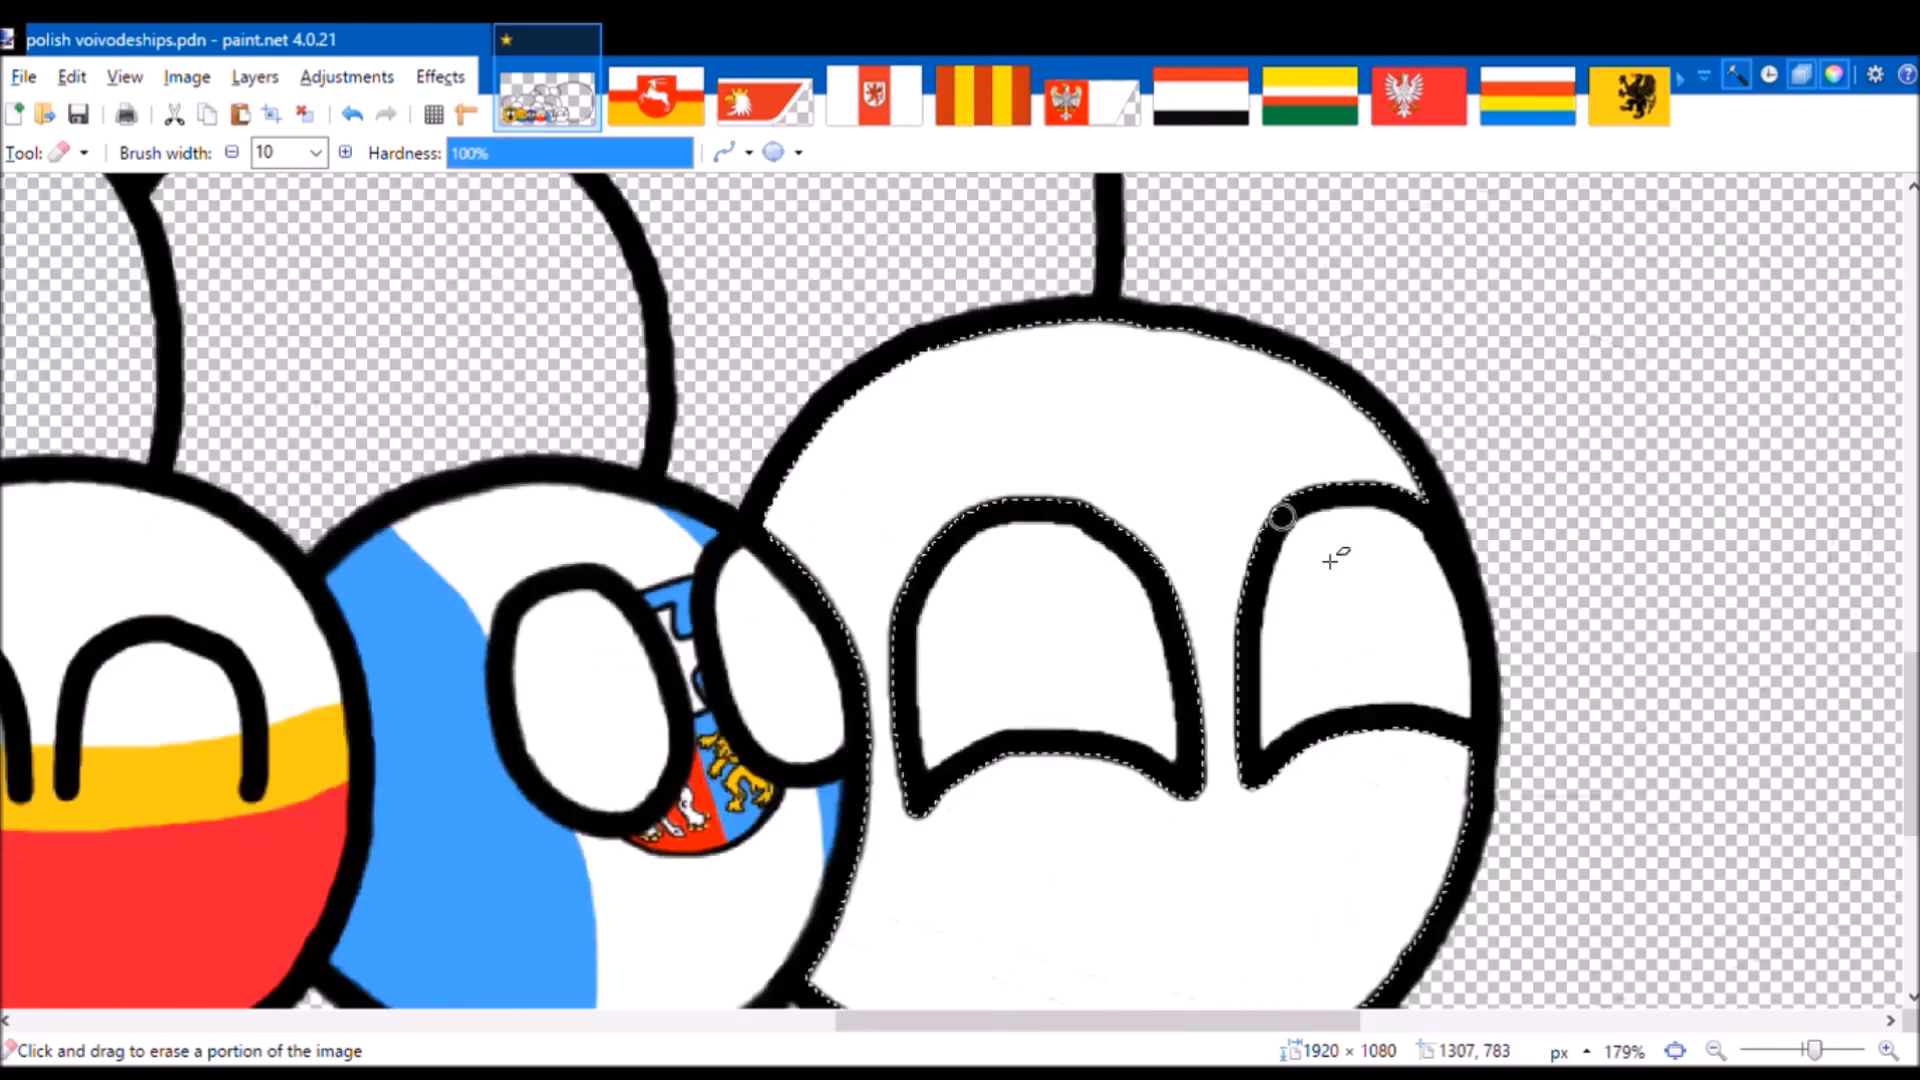 polish voivodeships.pdn - paint.net 4.0.21
File Edit View Image Layers Adjustments Effects
Tool: Brush width: 10 Hardness: 100%
Click and drag to erase a portion of the image 1920 × 1080 1307, 783 px 179%